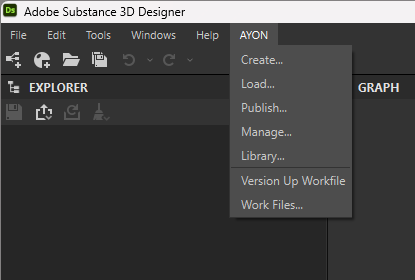 Ds Adobe Substance 3D Designer
File Edit Tools Windows Help AYON
Create...
EXPLORER
Load...
GRAPH
Publish...
Manage...
Library...
Version Up Workfile
Work Files...